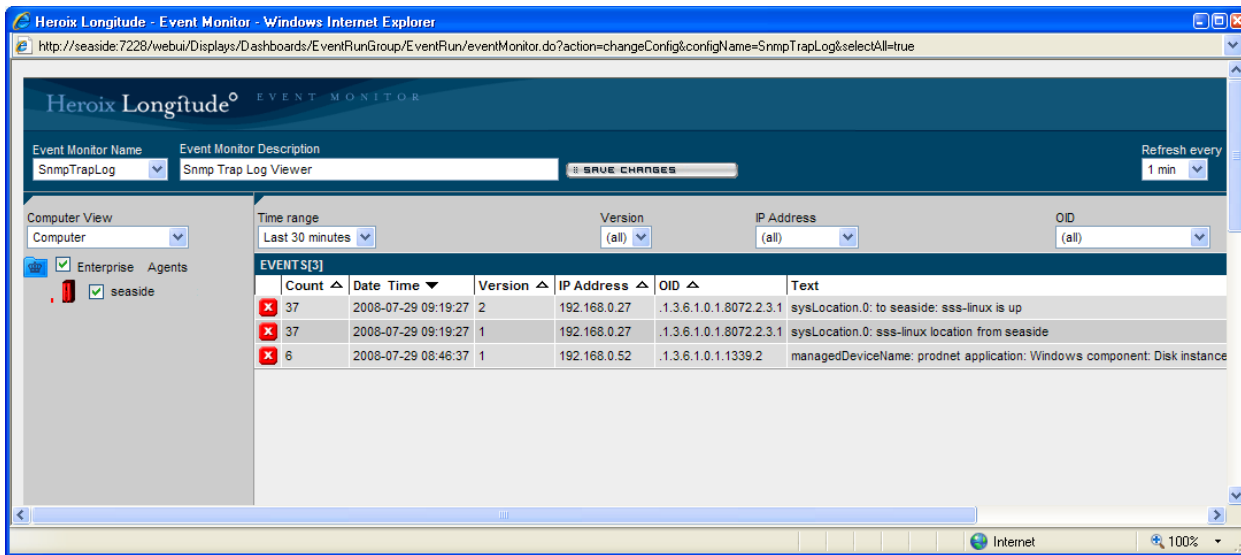 Heroix Longitude - Event Monitor - Windows Internet Explorer
http://seaside:7228/webui/Displays/Dashboards/EventRunGroup/EventRun/eventMonitor.do?action=changeConfig&configName=SnmpTrapLog&selectAll=true
Heroix Longitude° EVENT MONITOR
Event Monitor Name Event Monitor Description Refresh every
SnmpTrapLog Snmp Trap Log Viewer SAVE CHANGES 1 min
Computer View Time range Version IP Address OID
Computer Last 30 minutes (all) (all) (all)
Enterprise Agents EVENTS[3]
seaside Count Date Time Version IP Address OID Text
37 2008-07-29 09:19:27 2 192.168.0.27 .1.3.6.1.0.1.8072.2.3.1 sysLocation.0: to seaside: sss-linux is up
37 2008-07-29 09:19:27 1 192.168.0.27 .1.3.6.1.0.1.8072.2.3.1 sysLocation.0: sss-linux location from seaside
6 2008-07-29 08:46:37 1 192.168.0.52 .1.3.6.1.0.1.1339.2 managedDeviceName: prodnet application: Windows component: Disk instance
Internet 100%